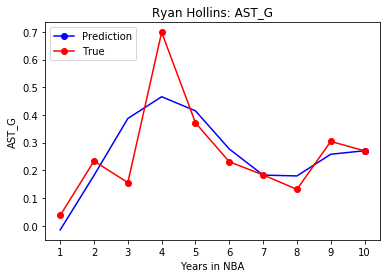 Ryan Hollins: AST_G
Prediction
True
0.7
0.6
0.5
0.4
0.3
0.2
0.1
0.0
AST_G
1 2 3 4 5 6 7 8 9 10
Years in NBA